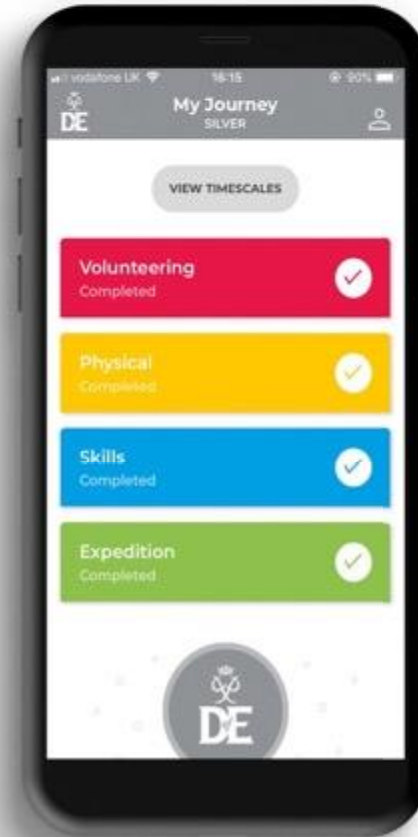 vodafone UK 16:15 90%
DE My Journey
SILVER
VIEW TIMESCALES
Volunteering
Completed
Physical
Completed
Skills
Completed
Expedition
Completed
DE